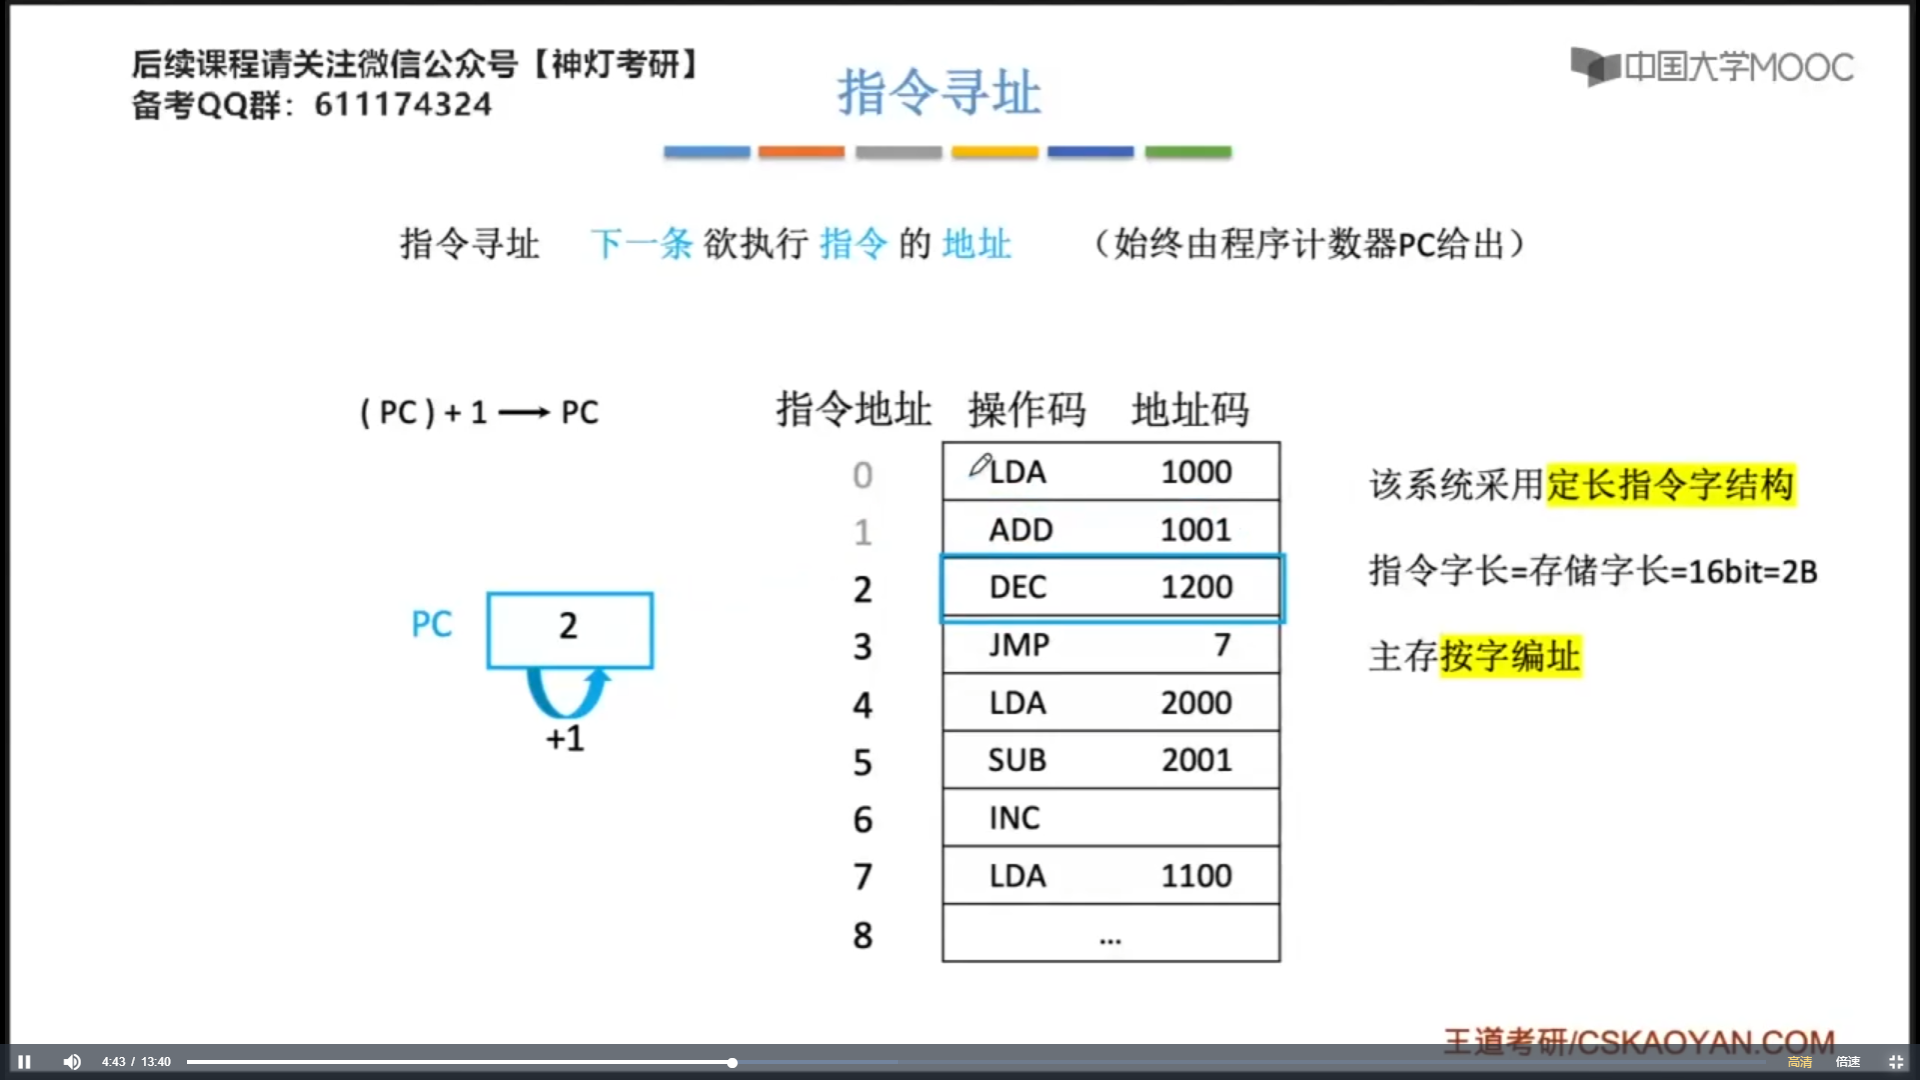 后续课程请关注微信公众号【神灯考研】
备考QQ群：611174324
指令寻址
中国大学MOOC
指令寻址 下一条 欲执行 指令 的 地址 （始终由程序计数器PC给出）
( PC ) + 1 → PC
指令地址 操作码 地址码
0 LDA 1000
1 ADD 1001
2 DEC 1200
3 JMP 7
4 LDA 2000
5 SUB 2001
6 INC
7 LDA 1100
8 ...
PC 2
+1
该系统采用定长指令字结构
指令字长=存储字长=16bit=2B
主存按字编址
王道考研/CSKAOYAN.COM
4:43 / 13:40
高清 倍速